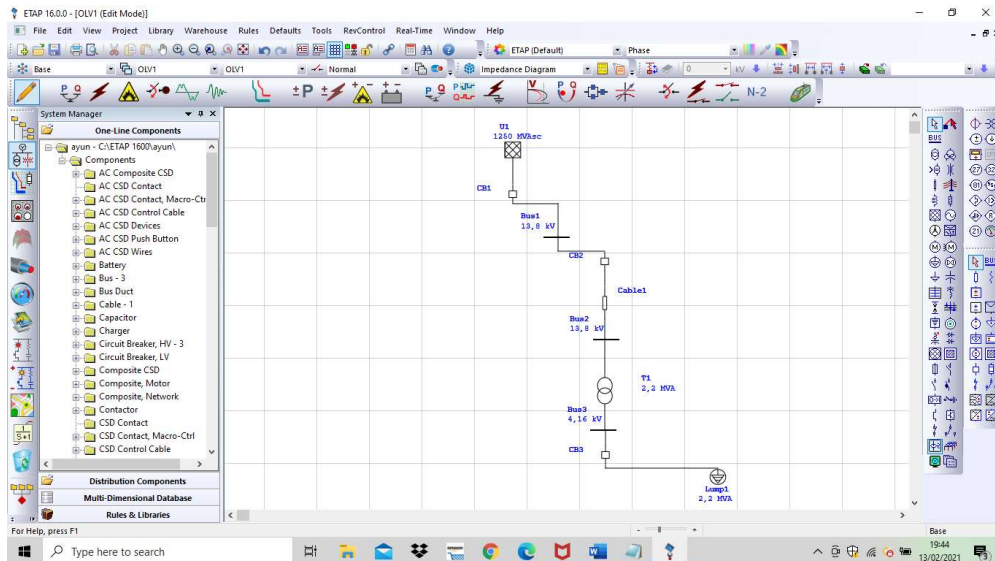 ETAP 16.0.0 - [OLV1 (Edit Mode)]
File Edit View Project Library Warehouse Rules Defaults Tools RevControl Real-Time Window Help
ETAP (Default) Phase
Base OLV1 OLV1 Normal Impedance Diagram 0 kV
N-2
System Manager
One-Line Components
ayun - C:\ETAP 1600\ayun\
Components
AC Composite CSD
AC CSD Contact
AC CSD Contact, Macro-Ctr
AC CSD Control Cable
AC CSD Devices
AC CSD Push Button
AC CSD Wires
Battery
Bus - 3
Bus Duct
Cable - 1
Capacitor
Charger
Circuit Breaker, HV - 3
Circuit Breaker, LV
Composite CSD
Composite, Motor
Composite, Network
Contactor
CSD Contact
CSD Contact, Macro-Ctrl
CSD Control Cable
Distribution Components
Multi-Dimensional Database
Rules & Libraries
U1
1250 MVAsc
CB1
Bus1
13,8 kV
CB2
Cable1
Bus2
13,8 kV
T1
2,2 MVA
Bus3
4,16 kV
CB3
Lump1
2,2 MVA
BUS
For Help, press F1
Base
Type here to search
19:44
13/02/2021